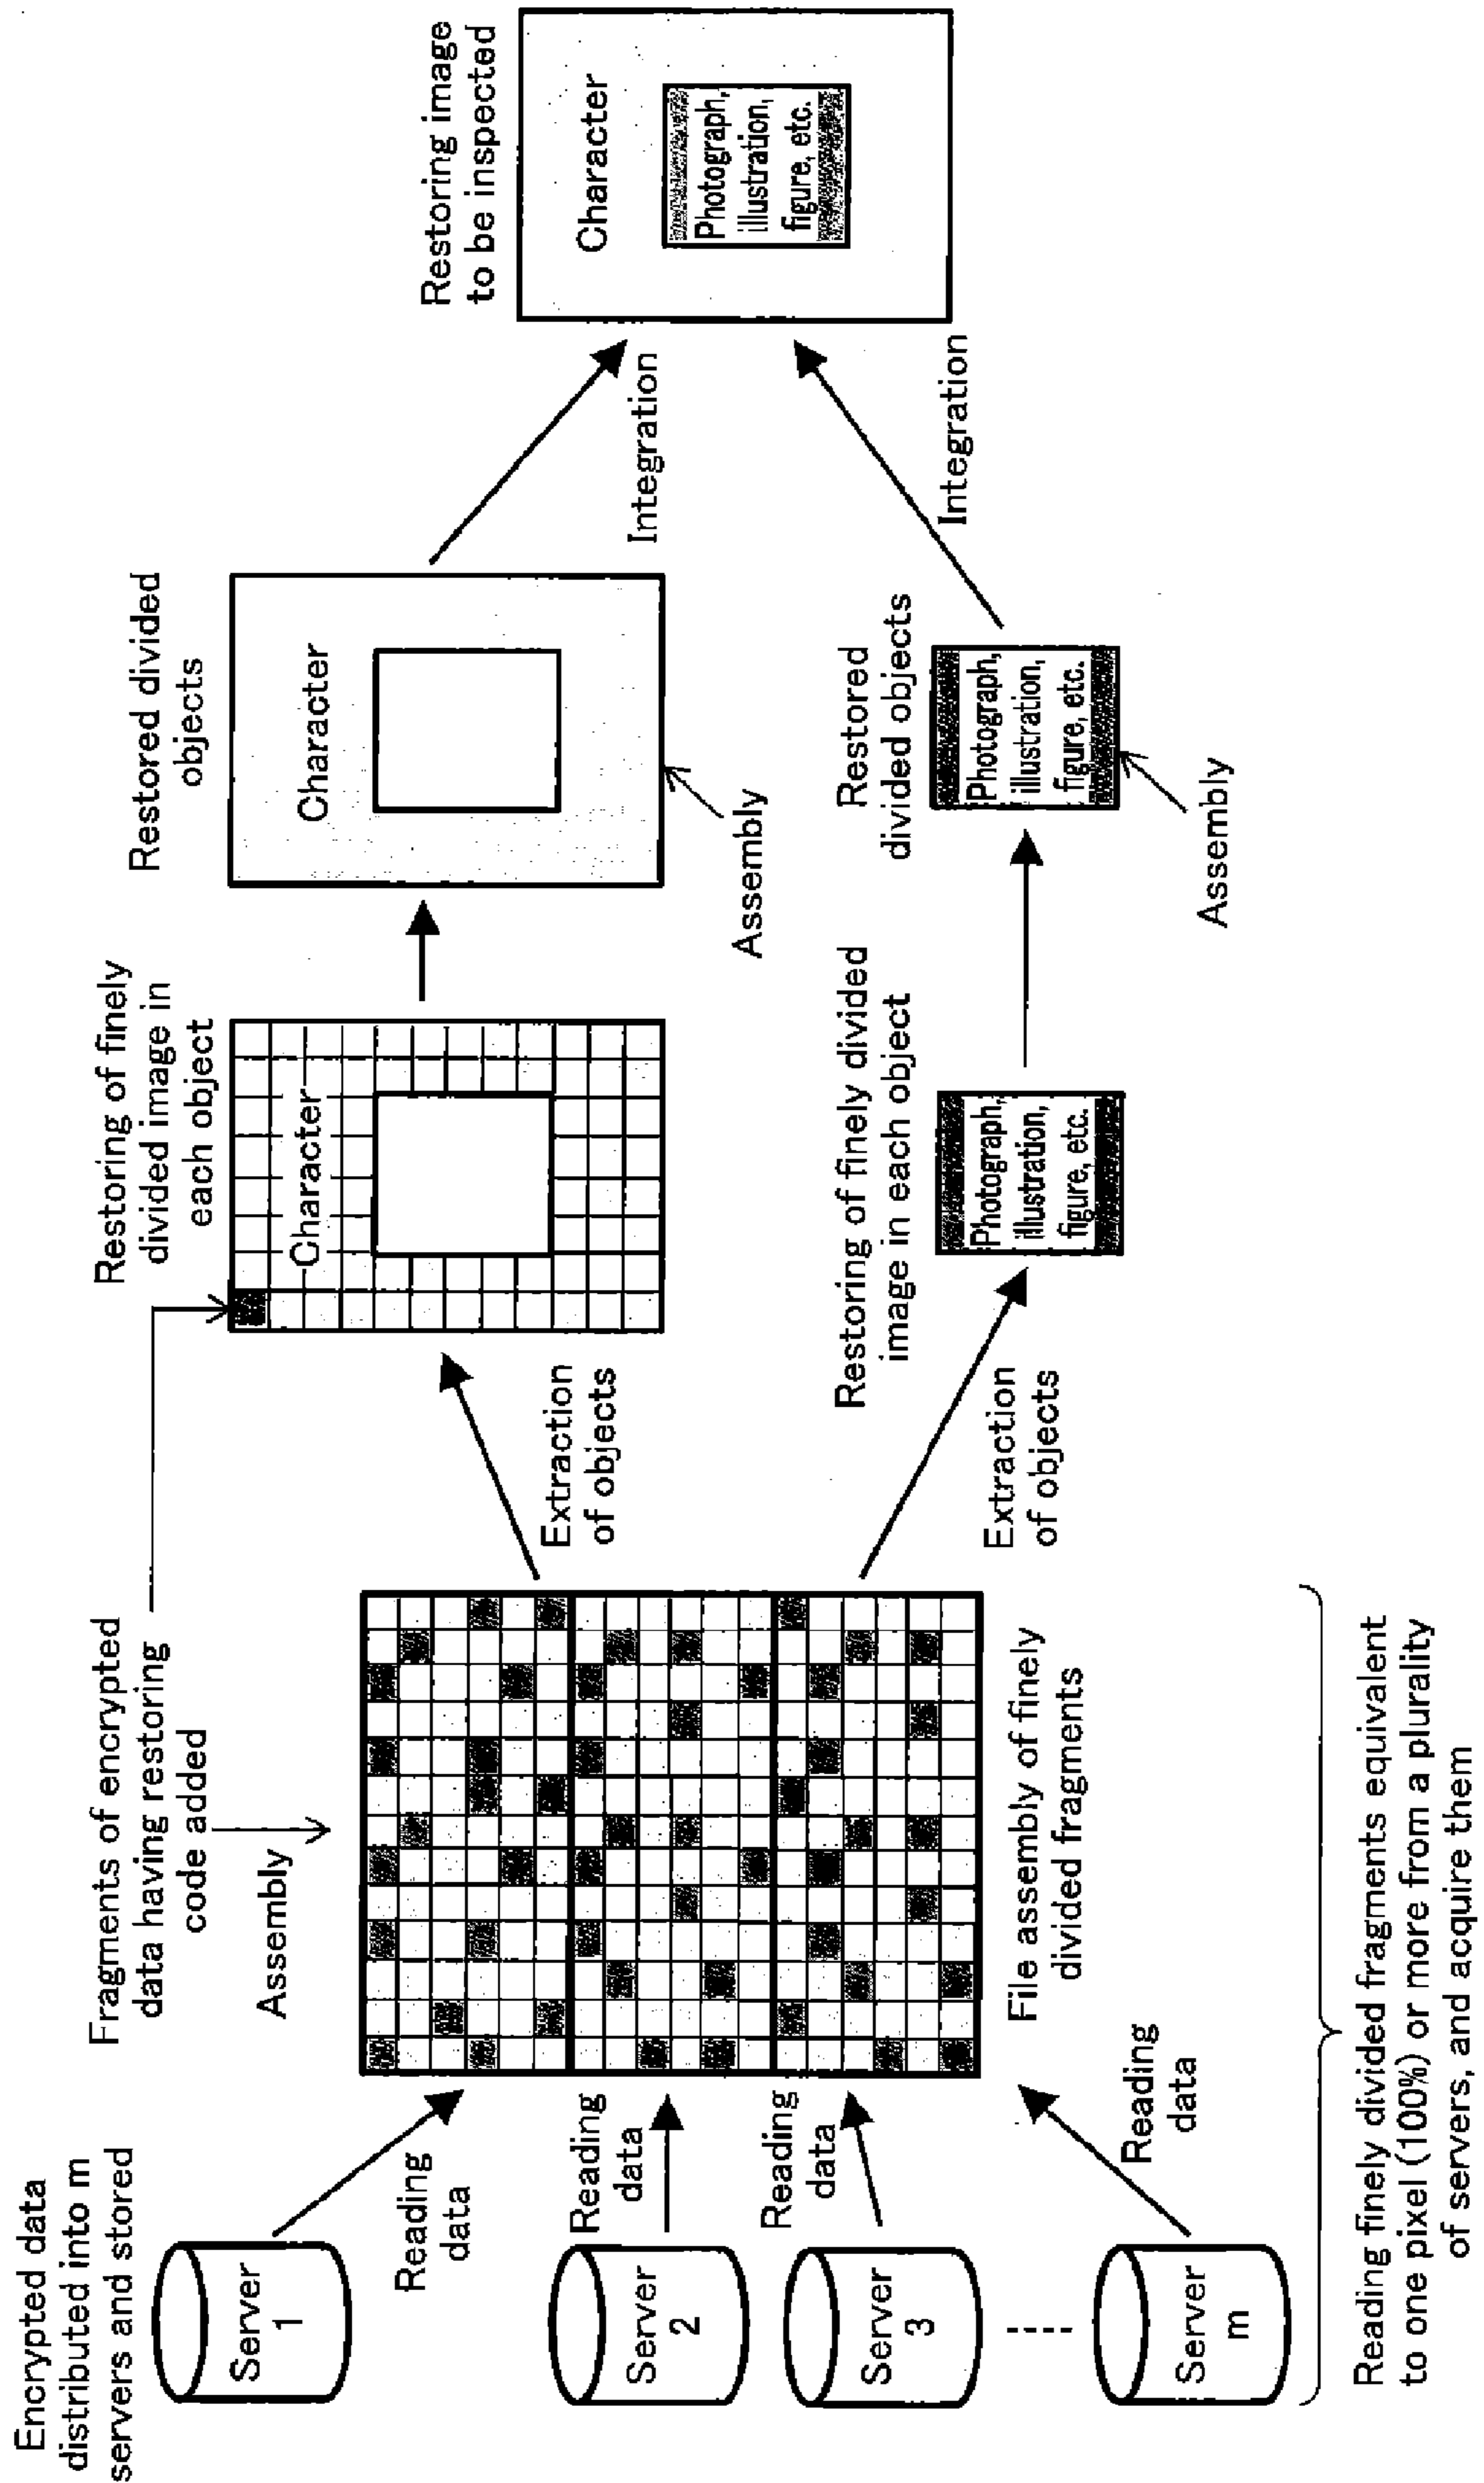 Encrypted data
distributed into m
servers and stored
Server
1
Server
2
Server
3
Server
m
Reading
data
Reading
data
Reading
data
Reading
data
Fragments of encrypted
data having restoring
code added
Assembly
File assembly of finely
divided fragments
Reading finely divided fragments equivalent
to one pixel (100%) or more from a plurality
of servers, and acquire them
Extraction
of objects
Extraction
of objects
Restoring of finely
divided image in
each object
Character
Restoring of finely divided
image in each object
Photograph,
illustration,
figure, etc.
Restored divided
objects
Character
Assembly
Restored
divided objects
Photograph,
illustration,
figure, etc.
Assembly
Integration
Integration
Restoring image
to be inspected
Character
Photograph,
illustration,
figure, etc.